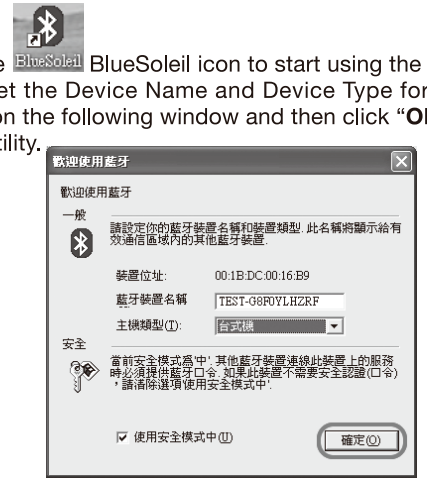 e BlueSoleil BlueSoleil icon to start using the
et the Device Name and Device Type for
on the following window and then click “O
tility.
歡迎使用藍牙
歡迎使用藍牙
一般
請設定你的藍牙裝置名稱和裝置類型. 此名稱將顯示給有
效通信區域內的其他藍牙裝置.
裝置位址: 00:1B:DC:00:16:B9
藍牙裝置名稱 TEST-G8F0YLHZRF
主機類型(T): 台式機
安全
當前安全模式為'中'. 其他藍牙裝置連線此裝置上的服務
時必須提供藍牙口令. 如果此裝置不需要安全認證(口令)
，請清除選項'使用安全模式中'.
使用安全模式中(U)
確定(O)